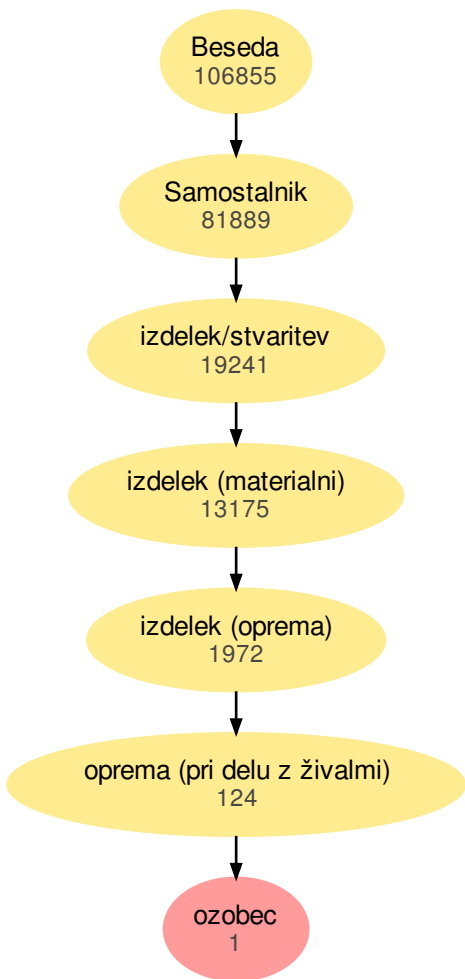 Beseda
106855
Samostalnik
81889
izdelek/stvaritev
19241
izdelek (materialni)
13175
izdelek (oprema)
1972
oprema (pri delu z živalmi)
124
ozobec
1